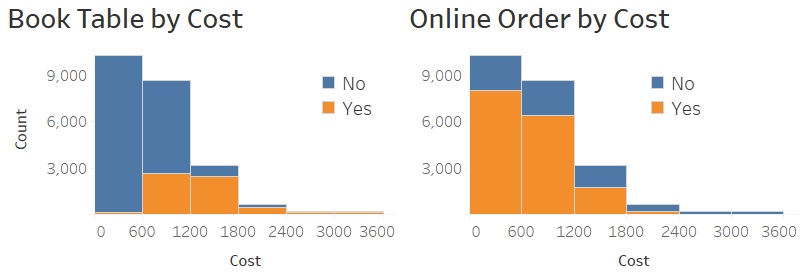 Book Table by Cost
Online Order by Cost
Count
9,000
6,000
3,000
No
Yes
0 600 1200 1800 2400 3000 3600
Cost
9,000
6,000
3,000
No
Yes
0 600 1200 1800 2400 3000 3600
Cost